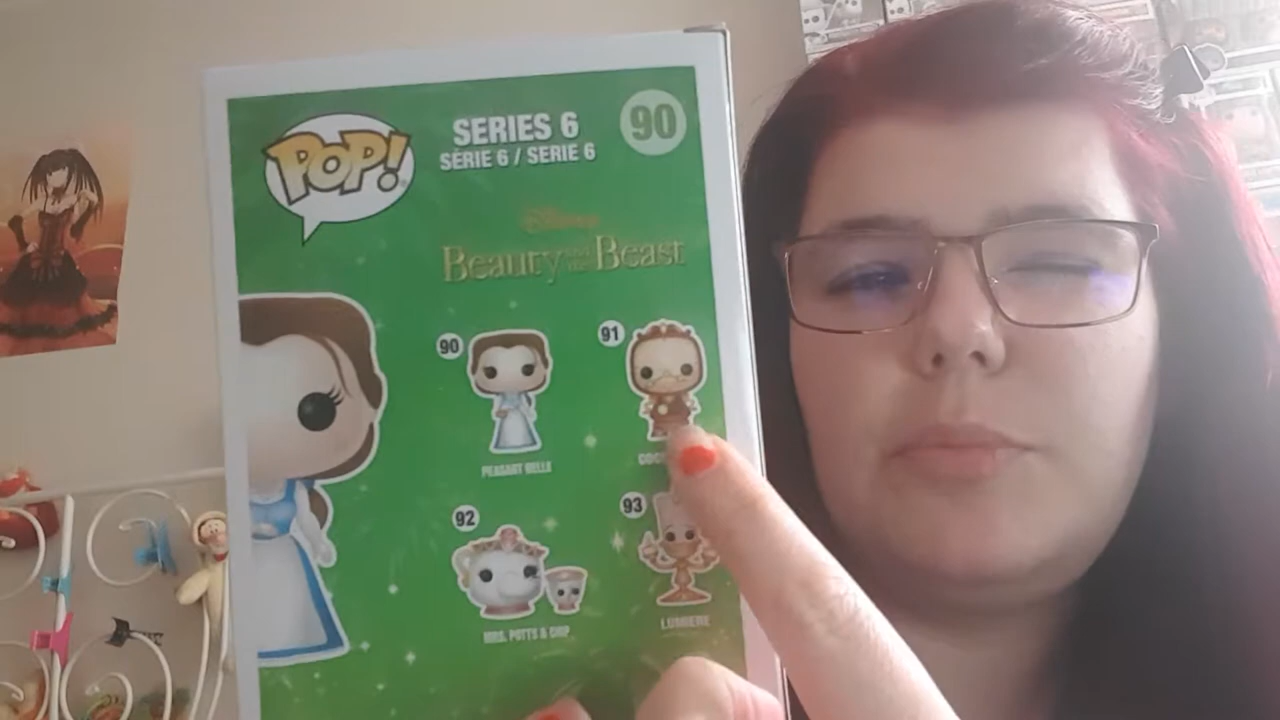 POP!
SERIES 6
SÉRIE 6 / SERIE 6
90
Disney
Beauty and the Beast
90
91
PEASANT BELLE
92
93
MRS. POTTS & CHIP
LUMIERE